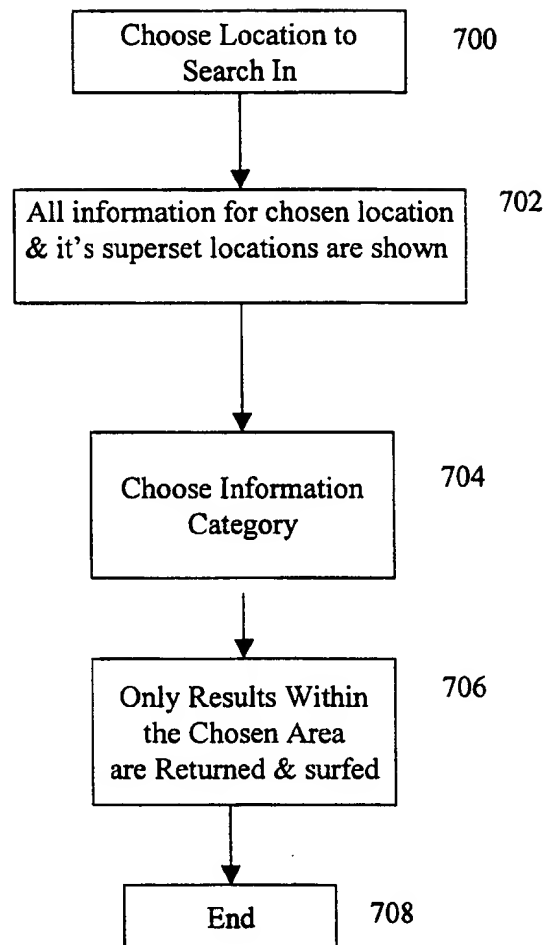 Choose Location to
Search In
700
All information for chosen location
& it's superset locations are shown
702
Choose Information
Category
704
Only Results Within
the Chosen Area
are Returned & surfed
706
End
708